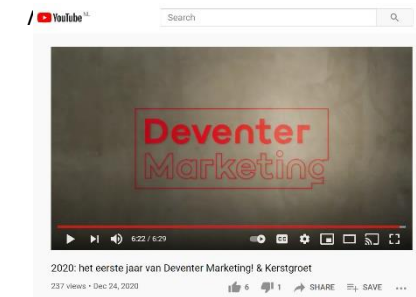 YouTube NL
Search
Deventer
Marketing
6:22 / 6:29
CC
2020: het eerste jaar van Deventer Marketing! & Kerstgroet
237 views • Dec 24, 2020
6
1
SHARE
SAVE